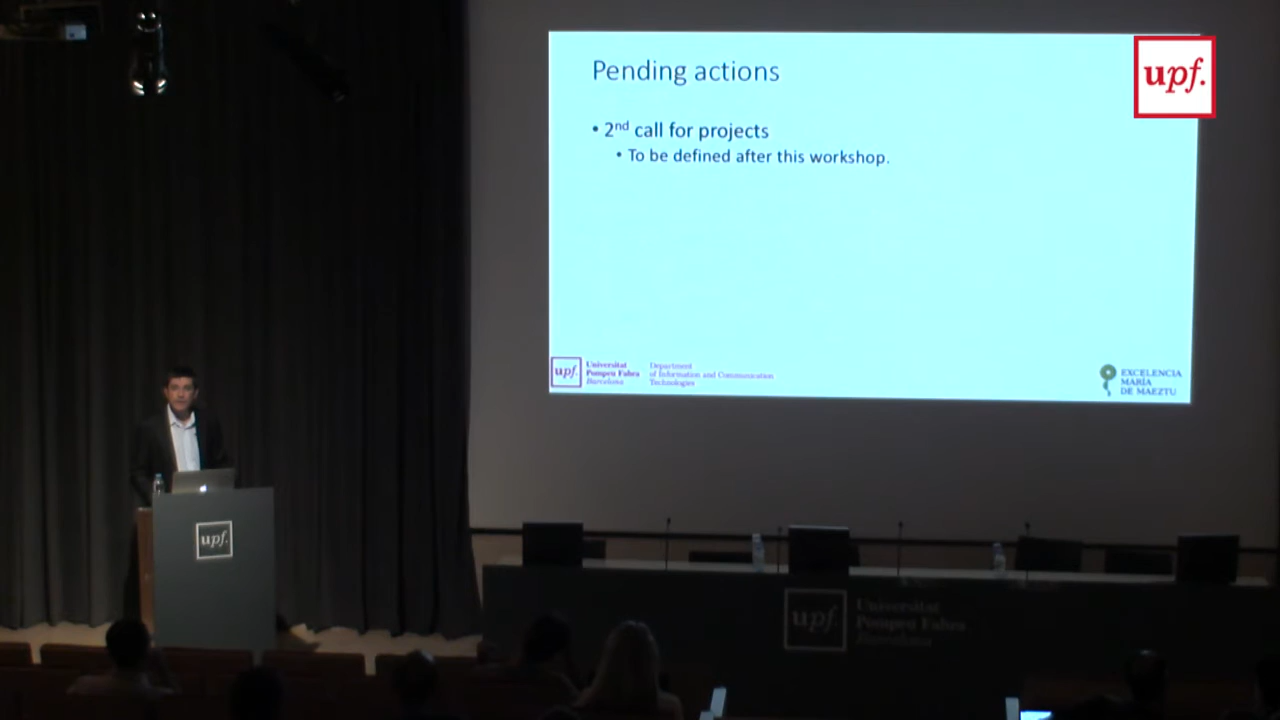 Pending actions
upf.
• 2nd call for projects
• To be defined after this workshop.
upf.
Universitat
Pompeu Fabra
Barcelona
Department
of Information and Communication
Technologies
EXCELENCIA
MARÍA
DE MAEZTU
upf.
upf.
Universitat
Pompeu Fabra
Barcelona